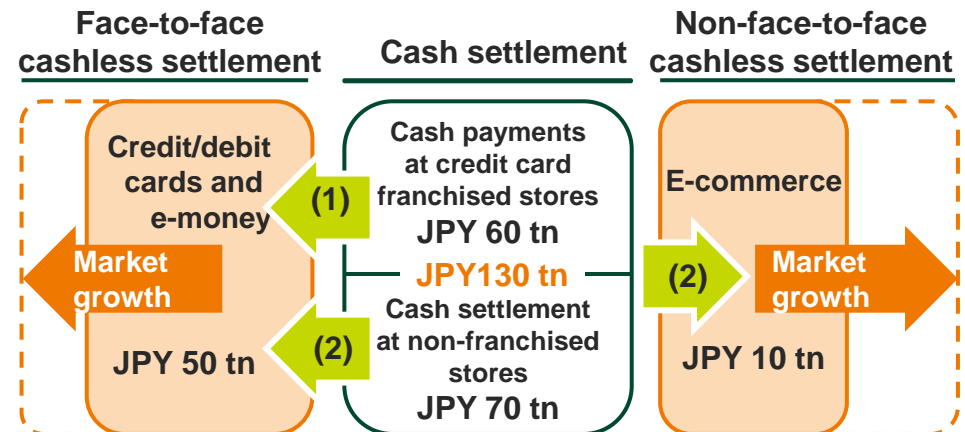 Face-to-face
cashless settlement
Cash settlement
Non-face-to-face
cashless settlement
Credit/debit
cards and
e-money
Market
growth
JPY 50 tn
(1)
(2)
Cash payments
at credit card
franchised stores
JPY 60 tn
JPY130 tn
Cash settlement
at non-franchised
stores
JPY 70 tn
(2)
E-commerce
Market
growth
JPY 10 tn